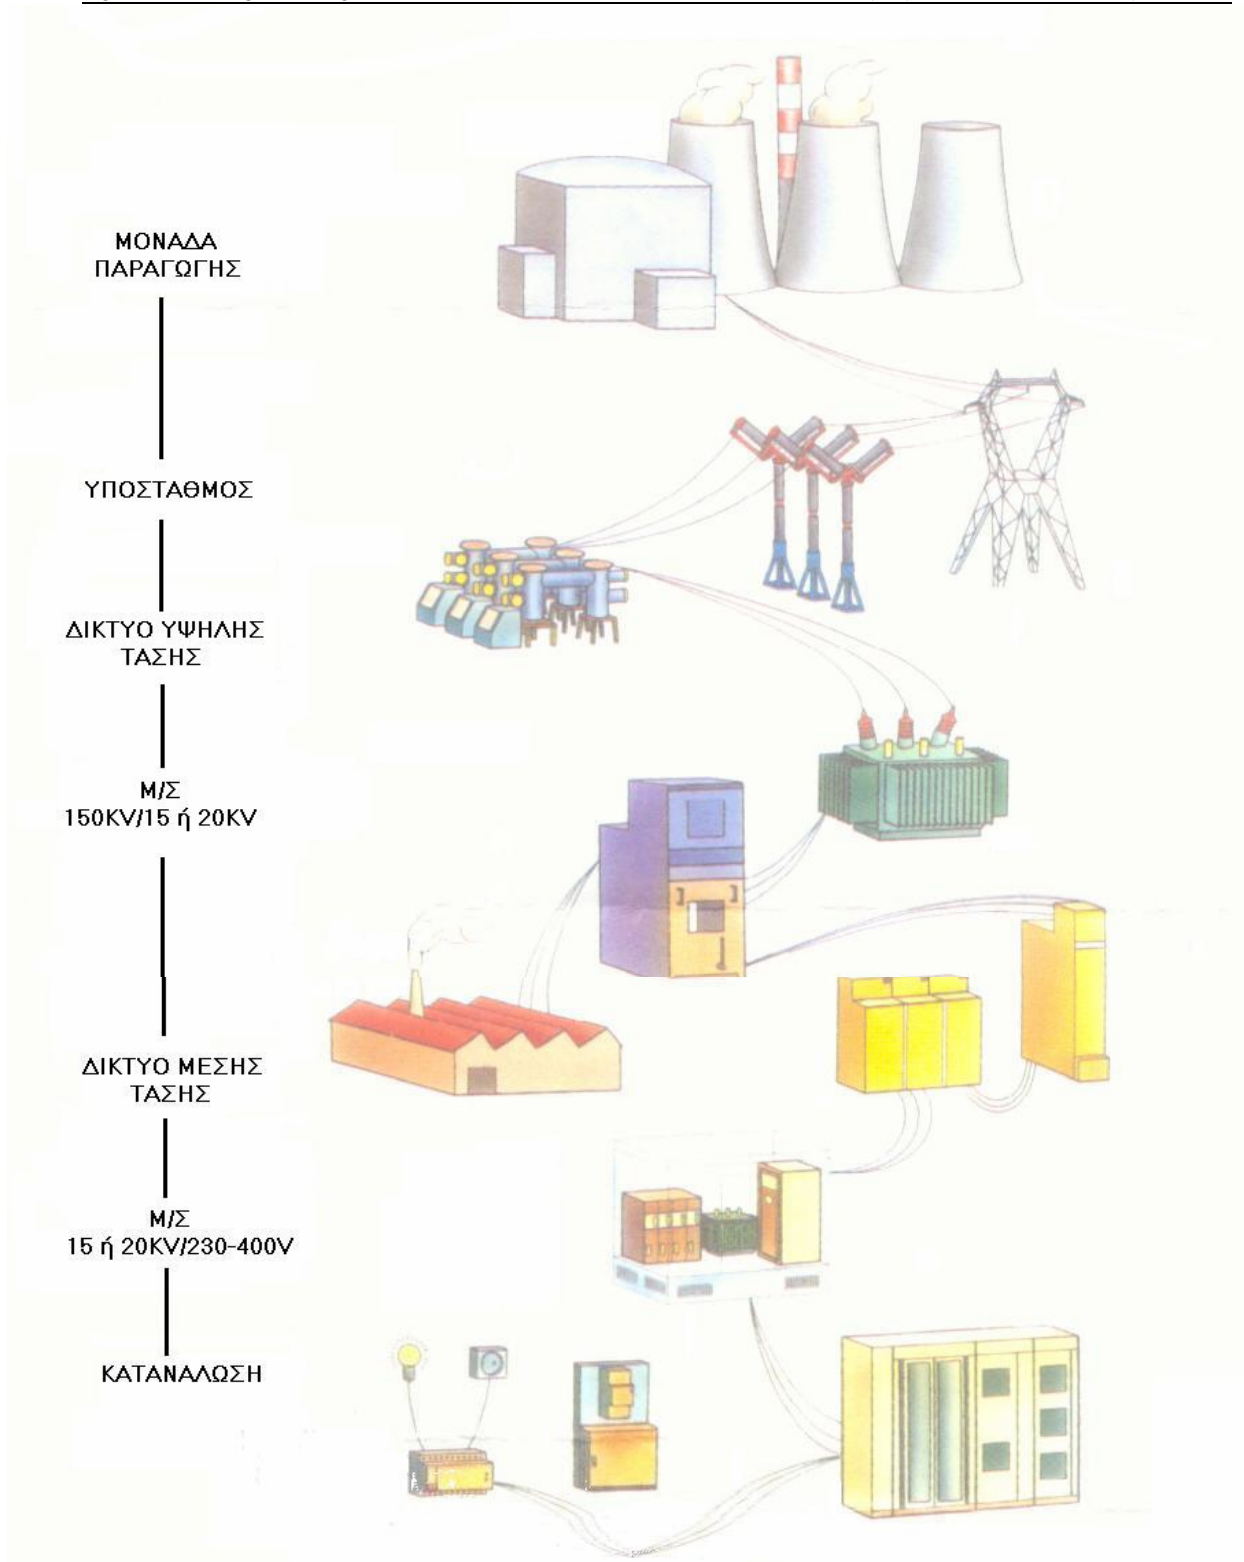 ΜΟΝΑΔΑ
ΠΑΡΑΓΩΓΗΣ
ΥΠΟΣΤΑΘΜΟΣ
ΔΙΚΤΥΟ ΥΨΗΛΗΣ
ΤΑΣΗΣ
Μ/Σ
150KV/15 ή 20KV
ΔΙΚΤΥΟ ΜΕΣΗΣ
ΤΑΣΗΣ
Μ/Σ
15 ή 20KV/230-400V
ΚΑΤΑΝΑΛΩΣΗ